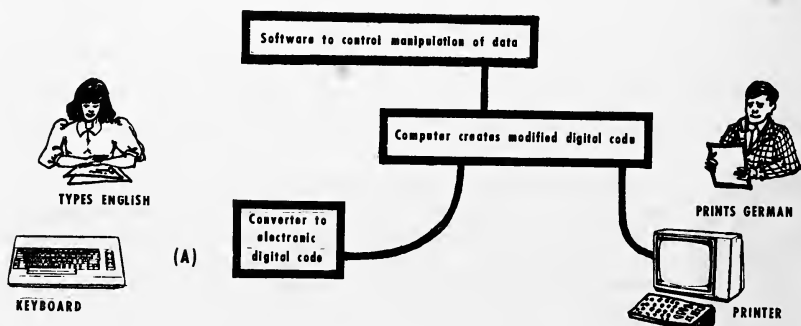 Software to control manipulation of data
Computer creates modified digital code
TYPES ENGLISH
PRINTS GERMAN
Converter to
electronic
digital code
(A)
KEYBOARD
PRINTER